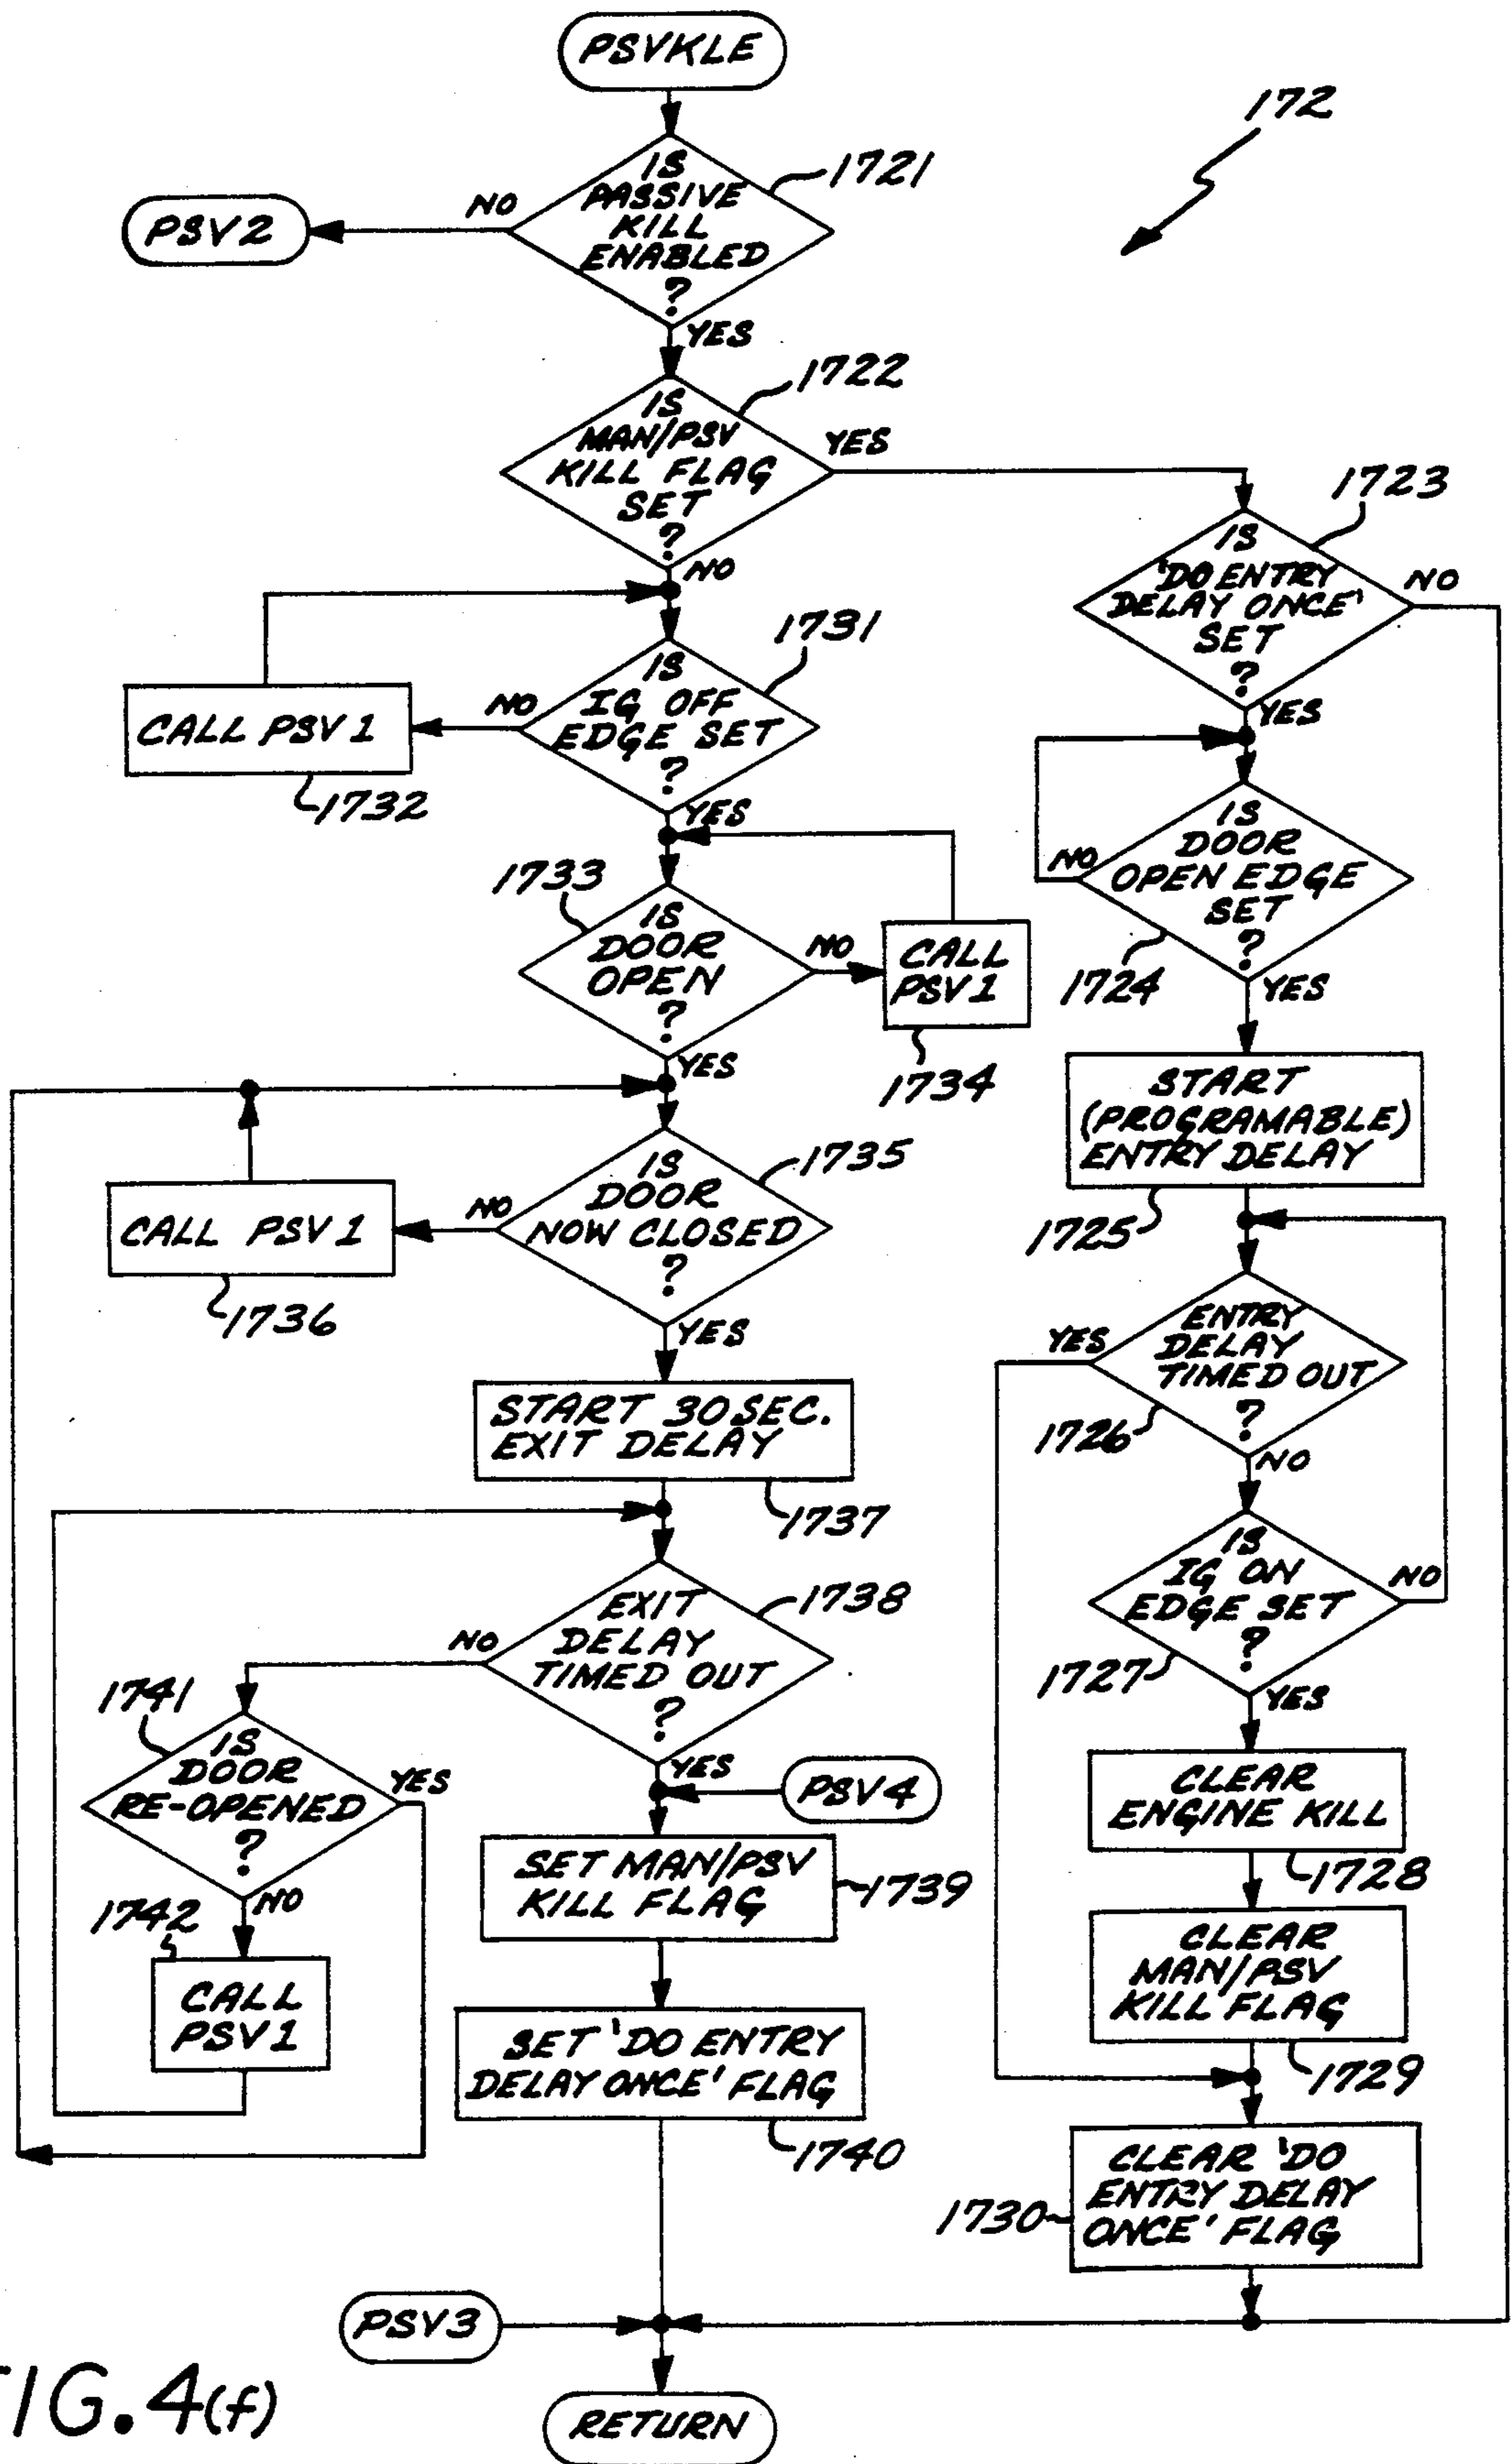 PSVKLE
172
IS
PASSIVE
KILL
ENABLED
?
1721
NO
PSV2
YES
IS
MAN/PSV
KILL FLAG
SET
?
1722
YES
NO
IS
'DO ENTRY
DELAY ONCE'
SET
?
1723
NO
YES
IS
IG OFF
EDGE SET
?
1731
NO
CALL PSV1
1732
YES
IS
DOOR
OPEN EDGE
SET
?
NO
1724
YES
1733
IS
DOOR
OPEN
?
NO
CALL
PSV1
1734
YES
START
(PROGRAMABLE)
ENTRY DELAY
1725
IS
DOOR
NOW CLOSED
?
1735
NO
CALL PSV1
1736
YES
ENTRY
DELAY
TIMED OUT
?
YES
1726
NO
START 30SEC.
EXIT DELAY
1737
IS
IG ON
EDGE SET
?
NO
1727
YES
EXIT
DELAY
TIMED OUT
?
1738
NO
YES
PSV4
1741
IS
DOOR
RE-OPENED
?
YES
NO
1742
CALL
PSV1
SET MAN/PSV
KILL FLAG
1739
SET 'DO ENTRY
DELAY ONCE' FLAG
1740
CLEAR
ENGINE KILL
1728
CLEAR
MAN/PSV
KILL FLAG
1729
CLEAR 'DO
ENTRY DELAY
ONCE' FLAG
1730
PSV3
RETURN
FIG. 4(f)